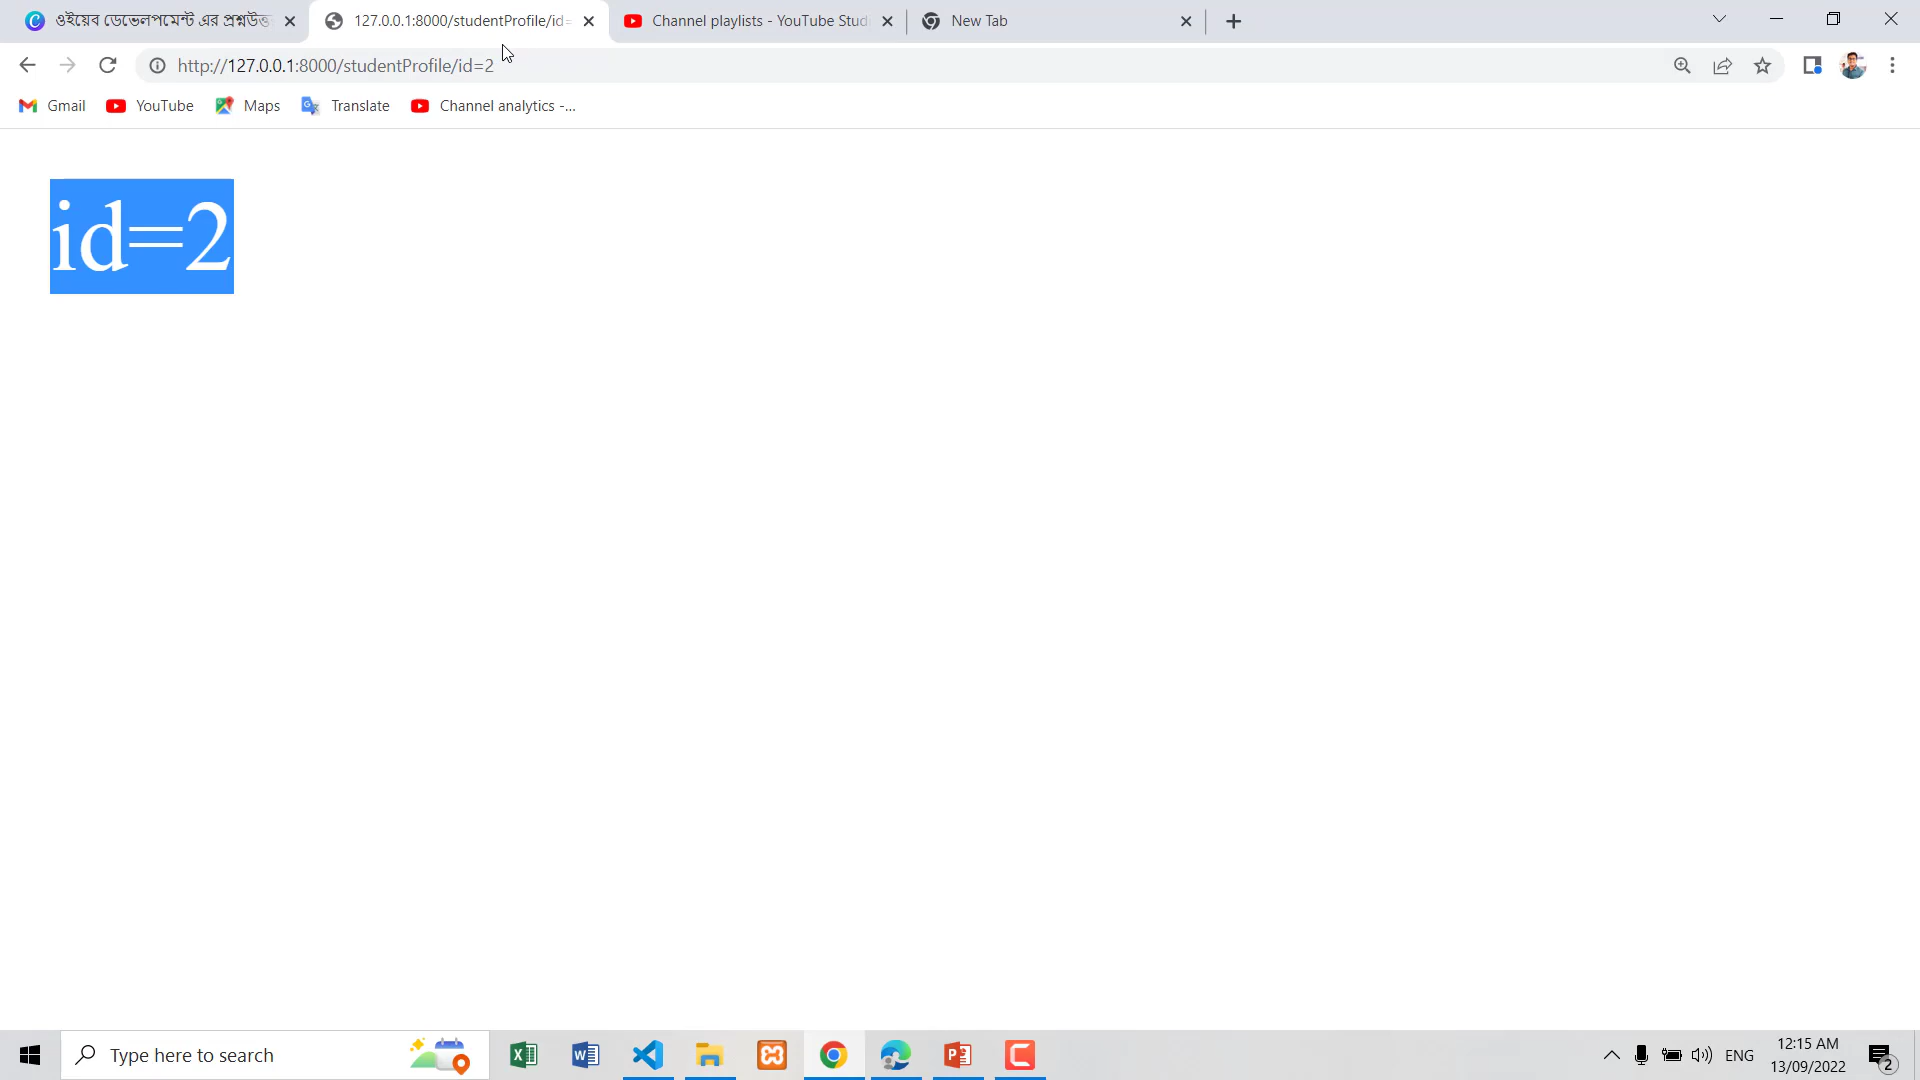 ওইয়েব ডেভেলপমেন্ট এর প্রশ্নউত্ত
127.0.0.1:8000/studentProfile/id=
Channel playlists - YouTube Stud
New Tab
http://127.0.0.1:8000/studentProfile/id=2
Gmail
YouTube
Maps
Translate
Channel analytics -...
id=2
Type here to search
ENG
12:15 AM
13/09/2022
2